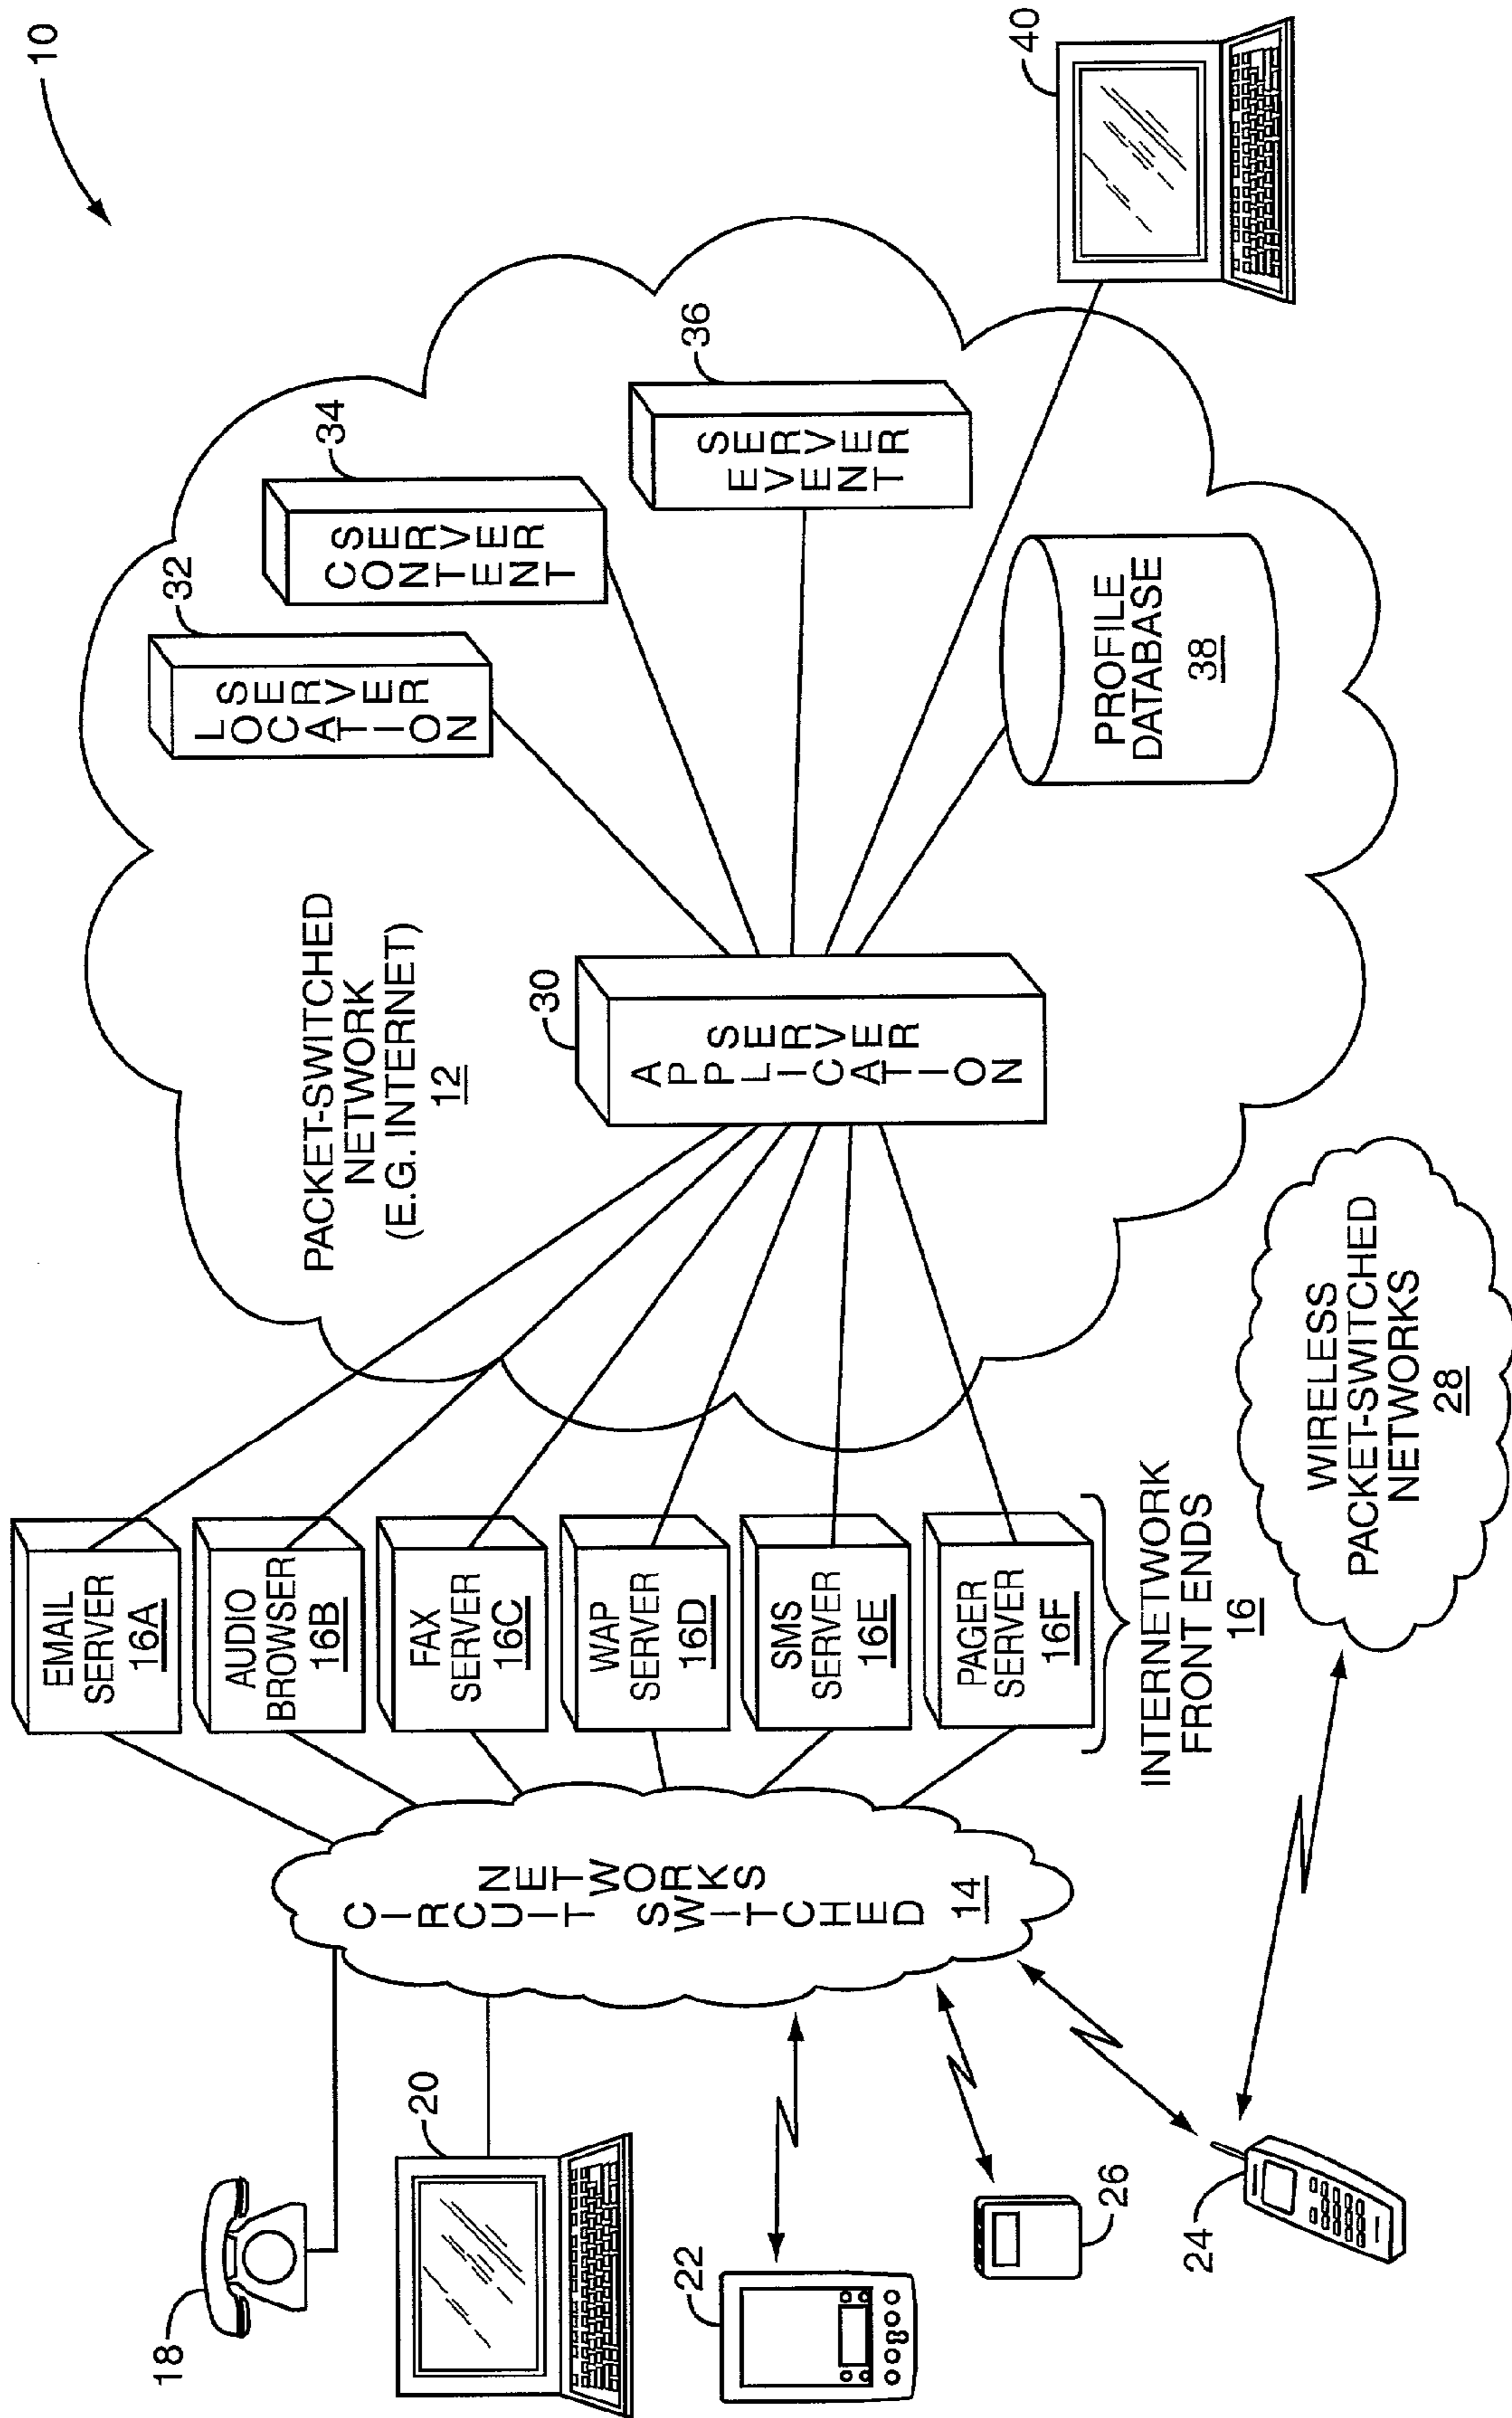 10
PACKET-SWITCHED
NETWORK
(E.G. INTERNET)
12
32
LOCATION
SERVER
34
CONTENT
SERVER
36
EVENT
SERVER
30
APPLICATION
SERVER
PROFILE
DATABASE
38
40
EMAIL
SERVER
16A
AUDIO
BROWSER
16B
FAX
SERVER
16C
WAP
SERVER
16D
SMS
SERVER
16E
PAGER
SERVER
16F
INTERNETWORK
FRONT ENDS
16
CIRCUIT SWITCHED
NETWORKS
14
WIRELESS
PACKET-SWITCHED
NETWORKS
28
18
20
22
26
24